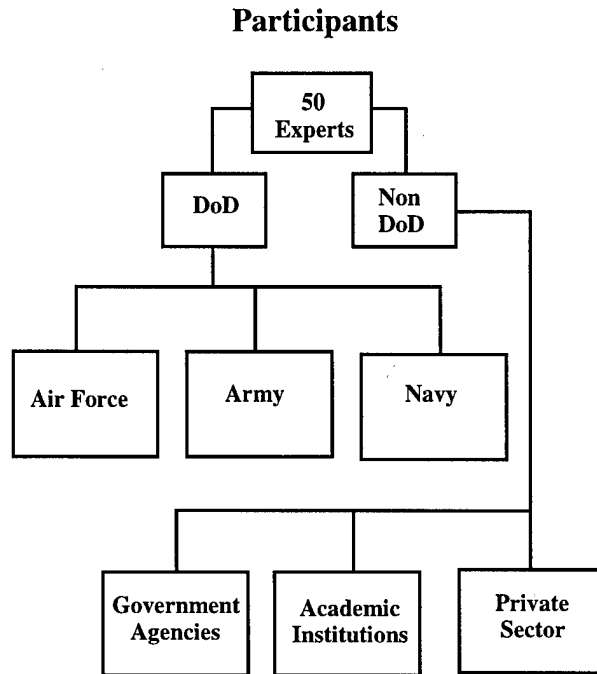 Participants
50
Experts
DoD
Non
DoD
Air Force
Army
Navy
Government
Agencies
Academic
Institutions
Private
Sector